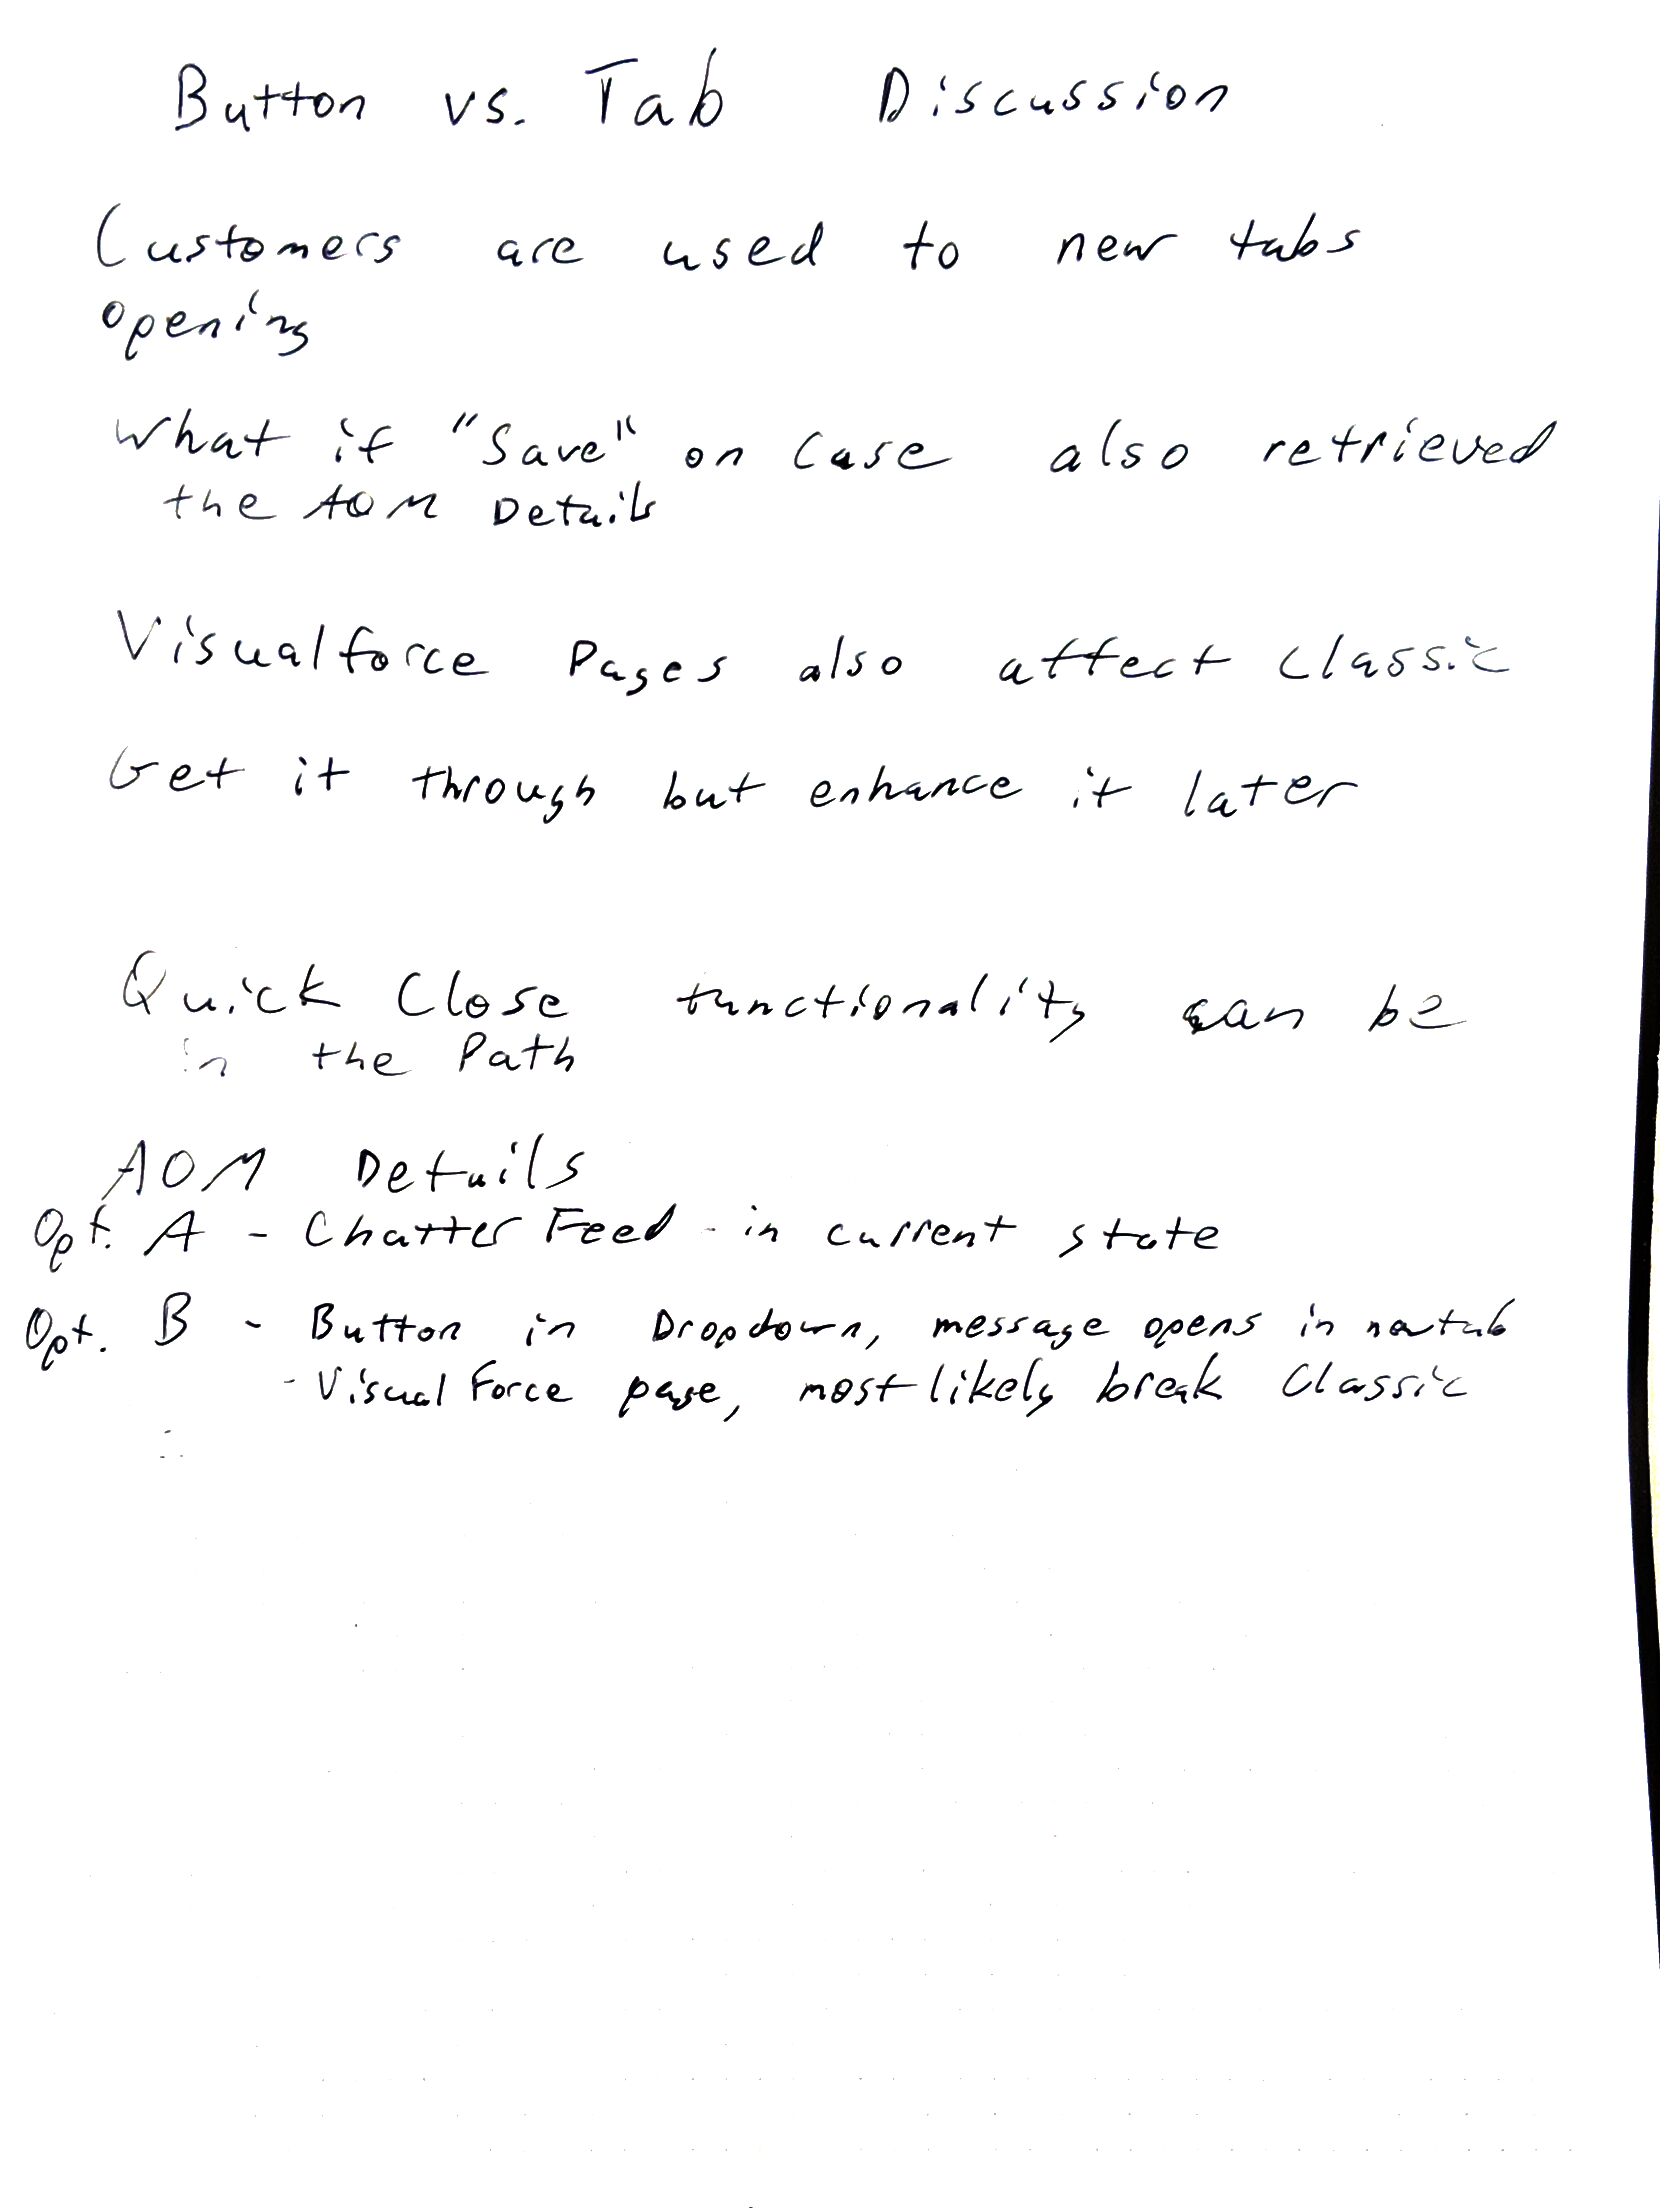 Button vs. Tab Discussion
Customers are used to new tabs
opening
What if "Save" on Case also retrieved
the AOM Details
Visualforce Pages also affect Classic
Get it through but enhance it later
Quick Close functionality can be
in the Path
AOM Details
Opt. A - Chatter Feed - in current state
Opt. B - Button in Dropdown, message opens in new tab
- Visual Force page, most likely break Classic